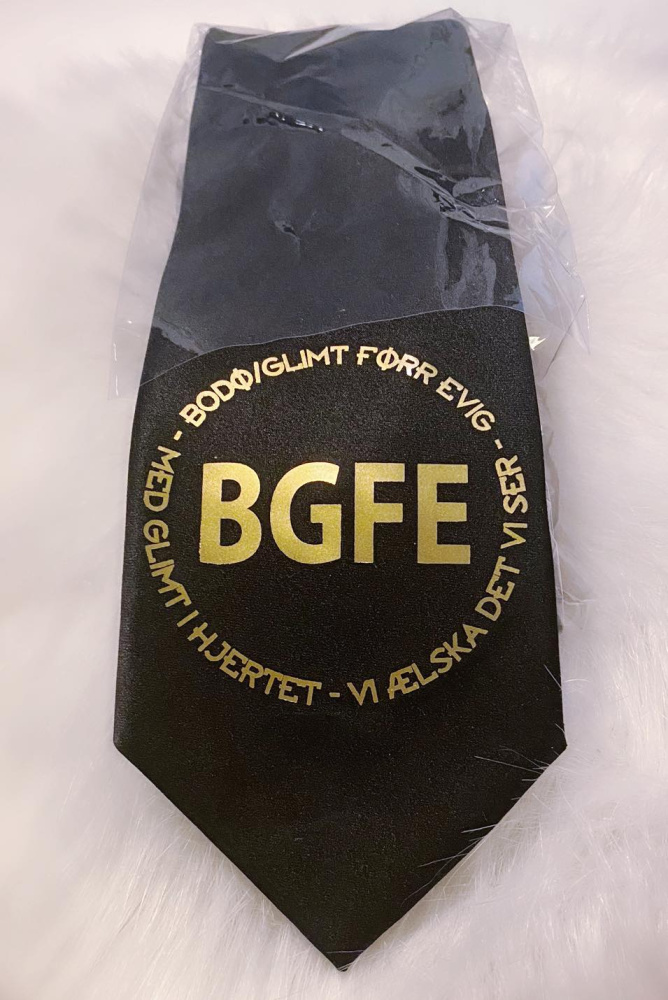 - BODØ/GLIMT FØRR EVIG -
BGFE
MED GLIMT I HJERTET - VI ÆLSKA DET VI SER